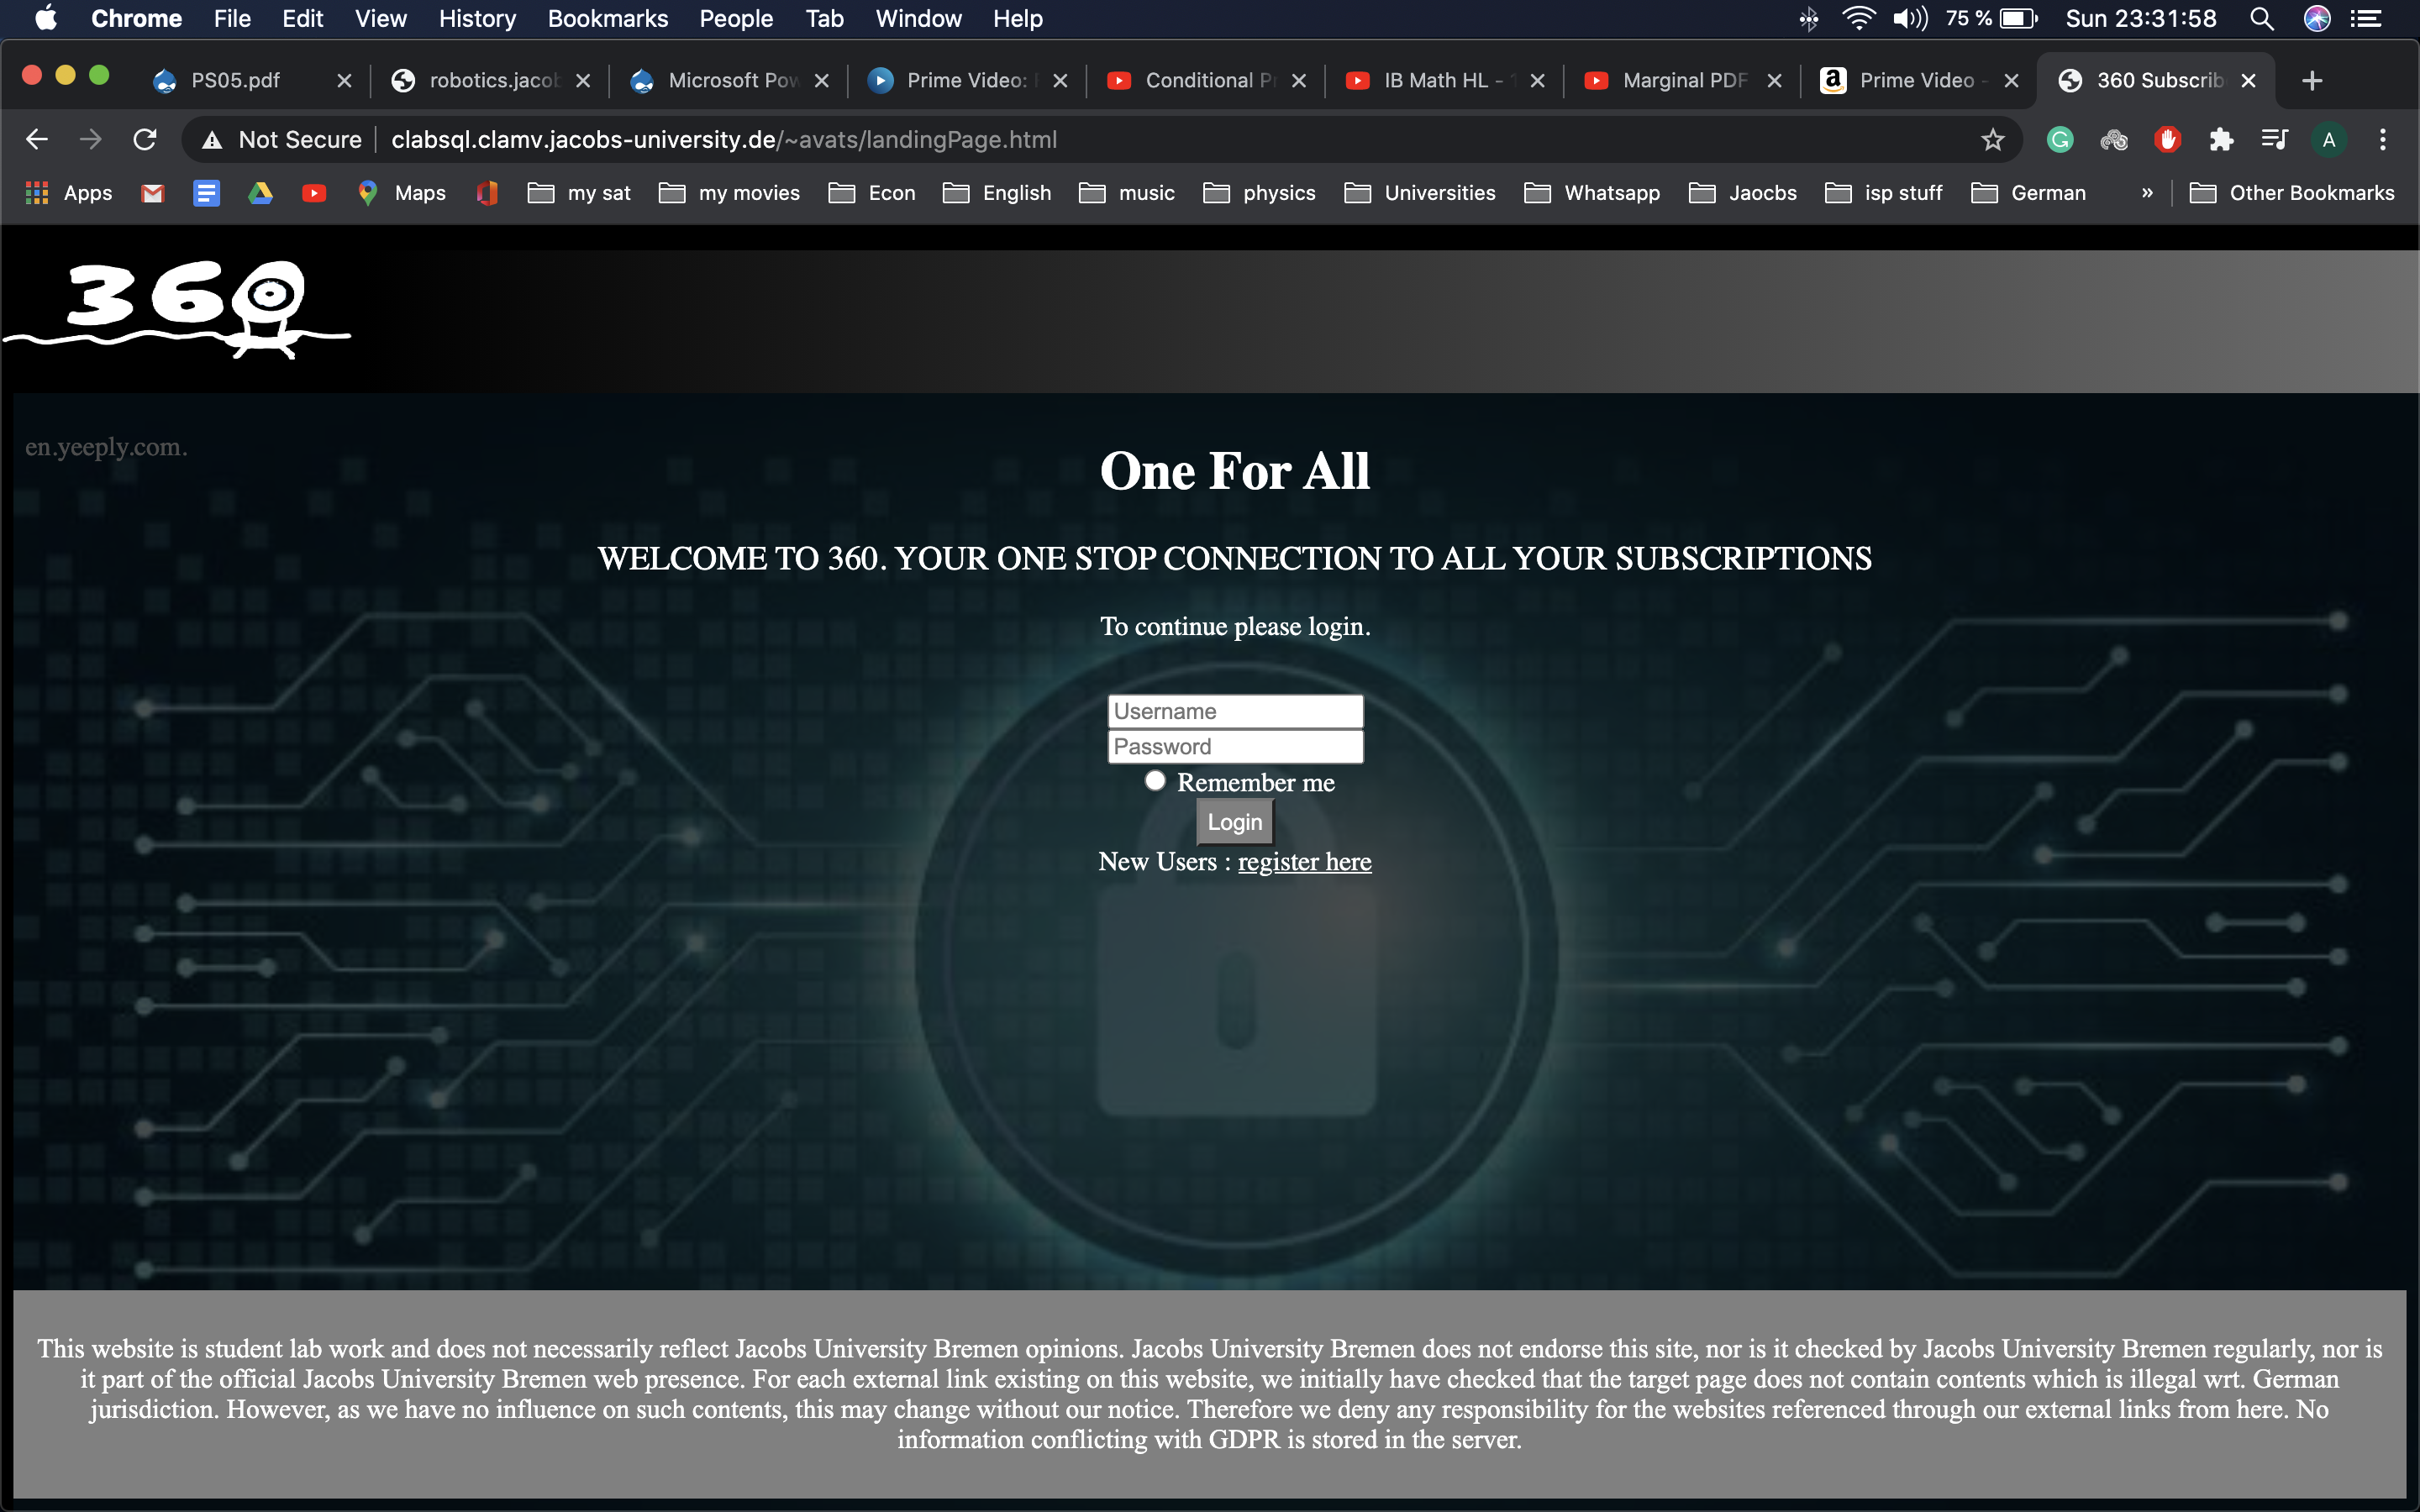 Chrome File Edit View History Bookmarks People Tab Window Help 75 % Sun 23:31:58
PS05.pdf robotics.jacob Microsoft Pow Prime Video: Conditional Pr IB Math HL - Marginal PDF Prime Video - 360 Subscrib
Not Secure clabsql.clamv.jacobs-university.de/~avats/landingPage.html A
Apps Maps my sat my movies Econ English music physics Universities Whatsapp Jaocbs isp stuff German » Other Bookmarks
360
en.yeeply.com.
One For All
WELCOME TO 360. YOUR ONE STOP CONNECTION TO ALL YOUR SUBSCRIPTIONS
To continue please login.
Username
Password
Remember me
Login
New Users : register here
This website is student lab work and does not necessarily reflect Jacobs University Bremen opinions. Jacobs University Bremen does not endorse this site, nor is it checked by Jacobs University Bremen regularly, nor is
it part of the official Jacobs University Bremen web presence. For each external link existing on this website, we initially have checked that the target page does not contain contents which is illegal wrt. German
jurisdiction. However, as we have no influence on such contents, this may change without our notice. Therefore we deny any responsibility for the websites referenced through our external links from here. No
information conflicting with GDPR is stored in the server.